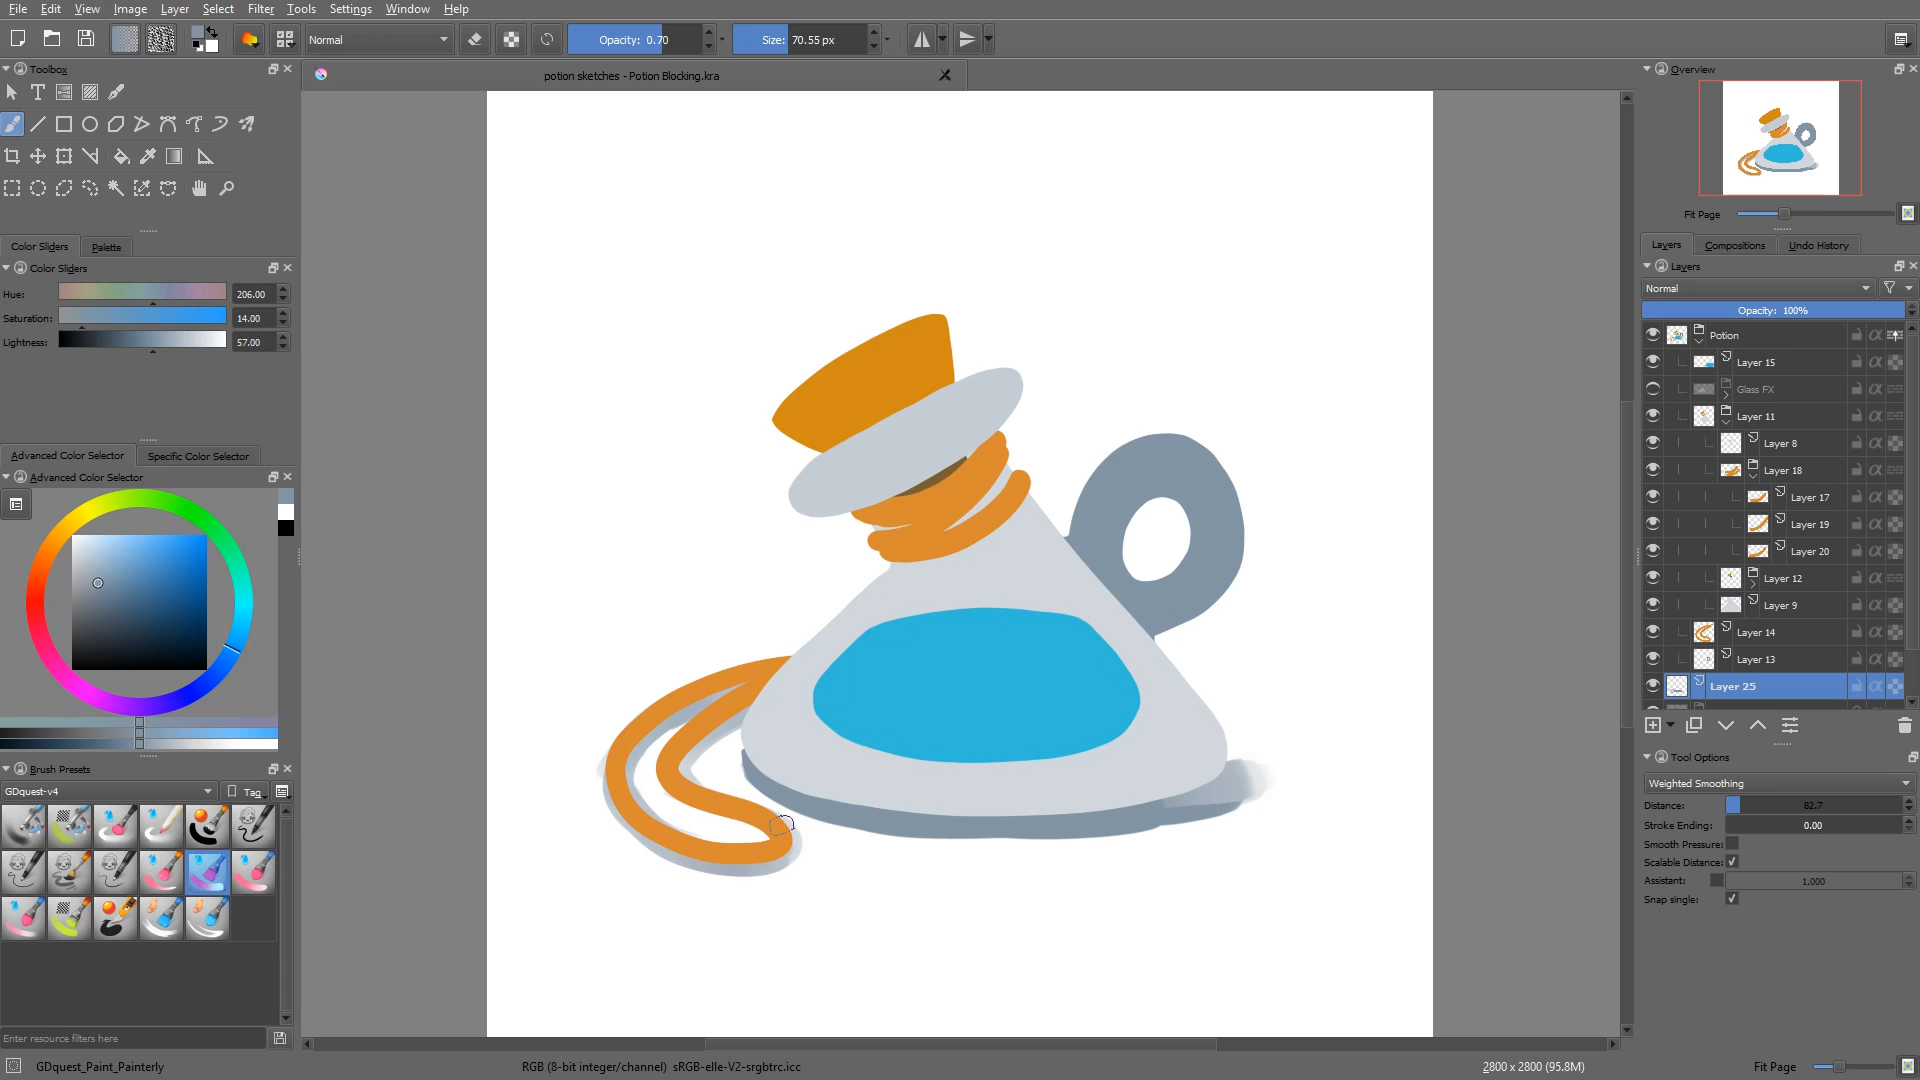 File Edit View Image Layer Select Filter Tools Settings Window Help
Normal
Opacity: 0.70
Size: 70.55 px
Toolbox
potion sketches - Potion Blocking.kra
Overview
Fit Page
Color Sliders Palette
Color Sliders
Hue: 206.00
Saturation: 14.00
Lightness: 57.00
Advanced Color Selector Specific Color Selector
Advanced Color Selector
Brush Presets
GDquest-v4
Tag
Enter resource filters here
Layers Compositions Undo History
Layers
Normal
Opacity: 100%
Potion
Layer 15
Glass FX
Layer 11
Layer 8
Layer 18
Layer 17
Layer 19
Layer 20
Layer 12
Layer 9
Layer 14
Layer 13
Layer 25
Tool Options
Weighted Smoothing
Distance: 82.7
Stroke Ending: 0.00
Smooth Pressure:
Scalable Distance:
Assistant: 1,000
Snap single:
GDquest_Paint_Painterly
RGB (8-bit integer/channel) sRGB-elle-V2-srgbtrc.icc
2800 x 2800 (95.8M)
Fit Page